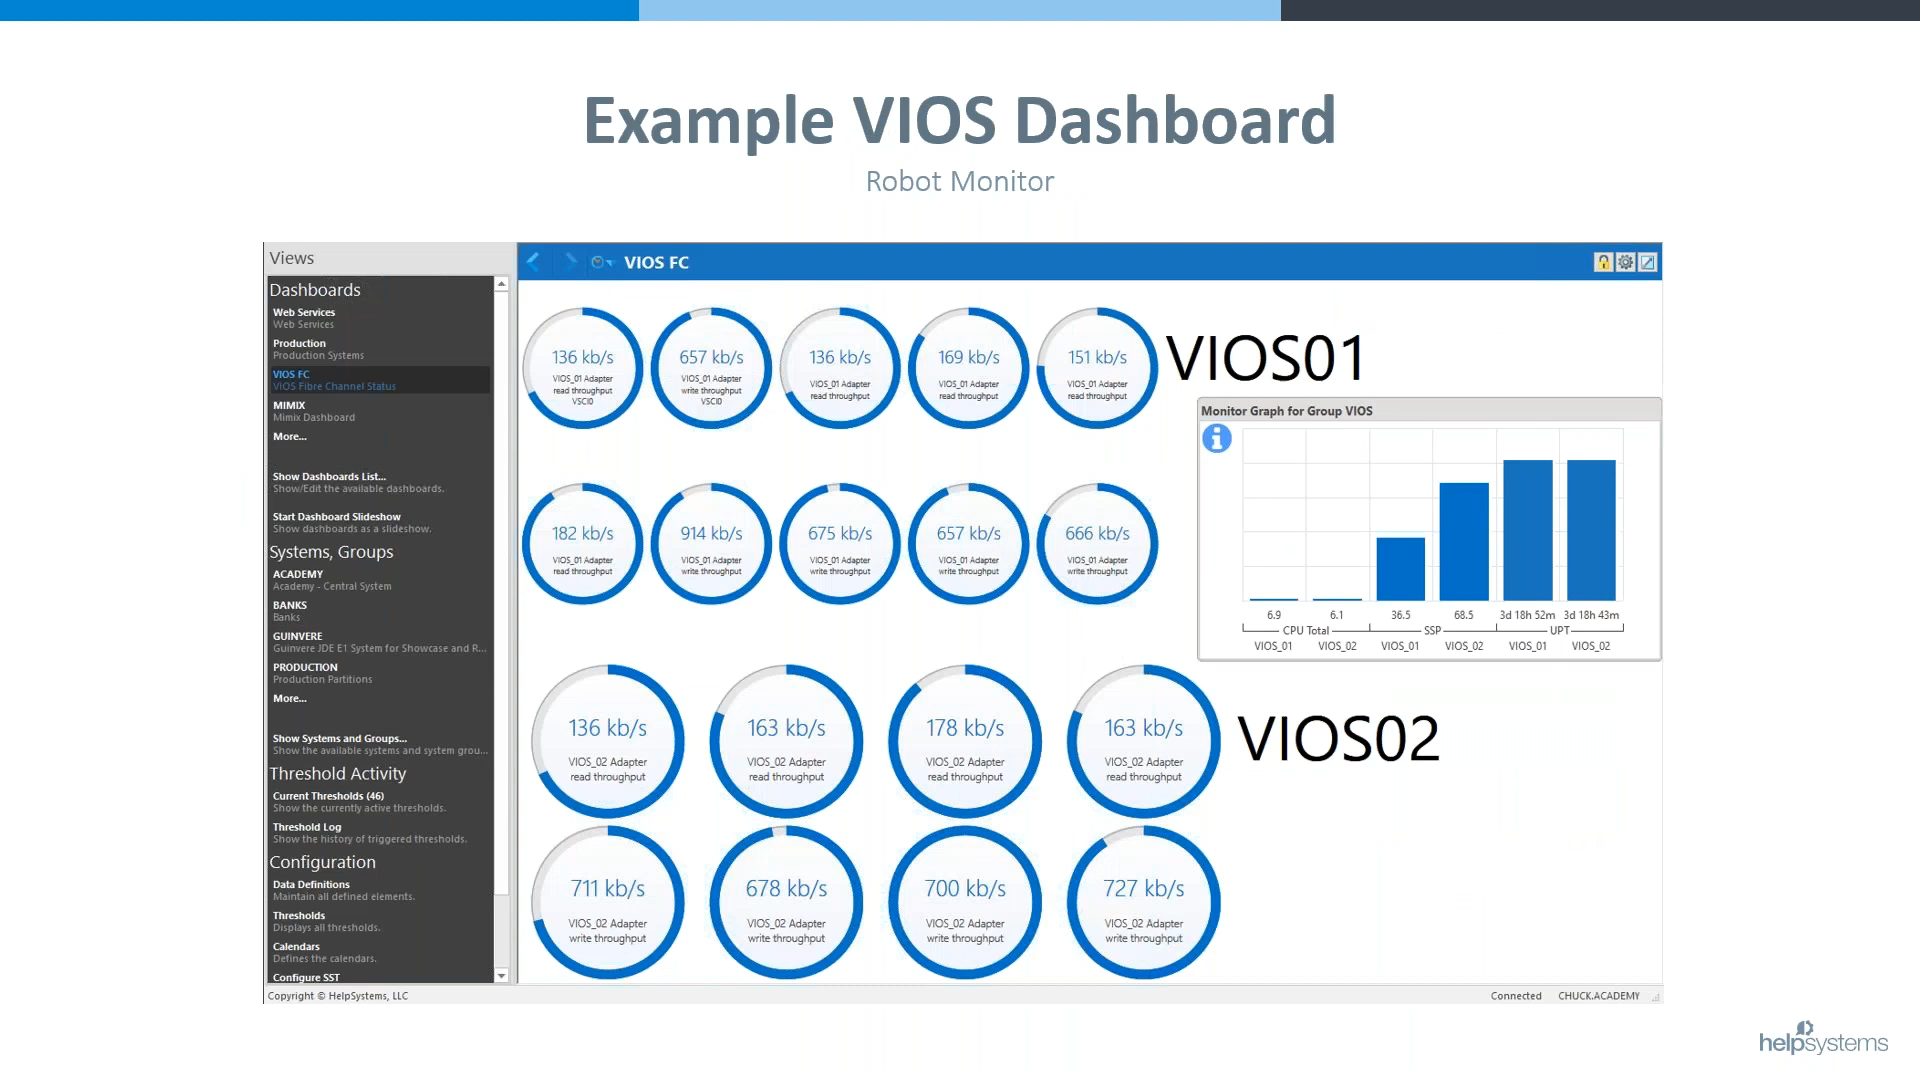 Example VIOS Dashboard
Robot Monitor
Views
Dashboards
Web Services
Web Services
Production
Production Systems
VIOS FC
VIOS Fibre Channel Status
MIMIX
Mimix Dashboard
More...
Show Dashboards List...
Show/Edit the available dashboards.
Start Dashboard Slideshow
Show dashboards as a slideshow.
Systems, Groups
ACADEMY
Academy - Central System
BANKS
Banks
GUINVERE
Guinvere JDE E1 System for Showcase and R...
PRODUCTION
Production Partitions
More...
Show Systems and Groups...
Show the available systems and system grou...
Threshold Activity
Current Thresholds (46)
Show the currently active thresholds.
Threshold Log
Show the history of triggered thresholds.
Configuration
Data Definitions
Maintain all defined elements.
Thresholds
Displays all thresholds.
Calendars
Defines the calendars.
Configure SST
VIOS FC
136 kb/s
VIOS_01 Adapter
read throughput
VSCI0
657 kb/s
VIOS_01 Adapter
write throughput
VSCI0
136 kb/s
VIOS_01 Adapter
read throughput
169 kb/s
VIOS_01 Adapter
read throughput
151 kb/s
VIOS_01 Adapter
read throughput
VIOS01
182 kb/s
VIOS_01 Adapter
read throughput
914 kb/s
VIOS_01 Adapter
write throughput
675 kb/s
VIOS_01 Adapter
write throughput
657 kb/s
VIOS_01 Adapter
write throughput
666 kb/s
VIOS_01 Adapter
write throughput
Monitor Graph for Group VIOS
6.9 6.1 36.5 68.5 3d 18h 52m 3d 18h 43m
CPU Total SSP UPT
VIOS_01 VIOS_02 VIOS_01 VIOS_02 VIOS_01 VIOS_02
136 kb/s
VIOS_02 Adapter
read throughput
163 kb/s
VIOS_02 Adapter
read throughput
178 kb/s
VIOS_02 Adapter
read throughput
163 kb/s
VIOS_02 Adapter
read throughput
VIOS02
711 kb/s
VIOS_02 Adapter
write throughput
678 kb/s
VIOS_02 Adapter
write throughput
700 kb/s
VIOS_02 Adapter
write throughput
727 kb/s
VIOS_02 Adapter
write throughput
Copyright © HelpSystems, LLC
Connected CHUCK.ACADEMY
helpsystems